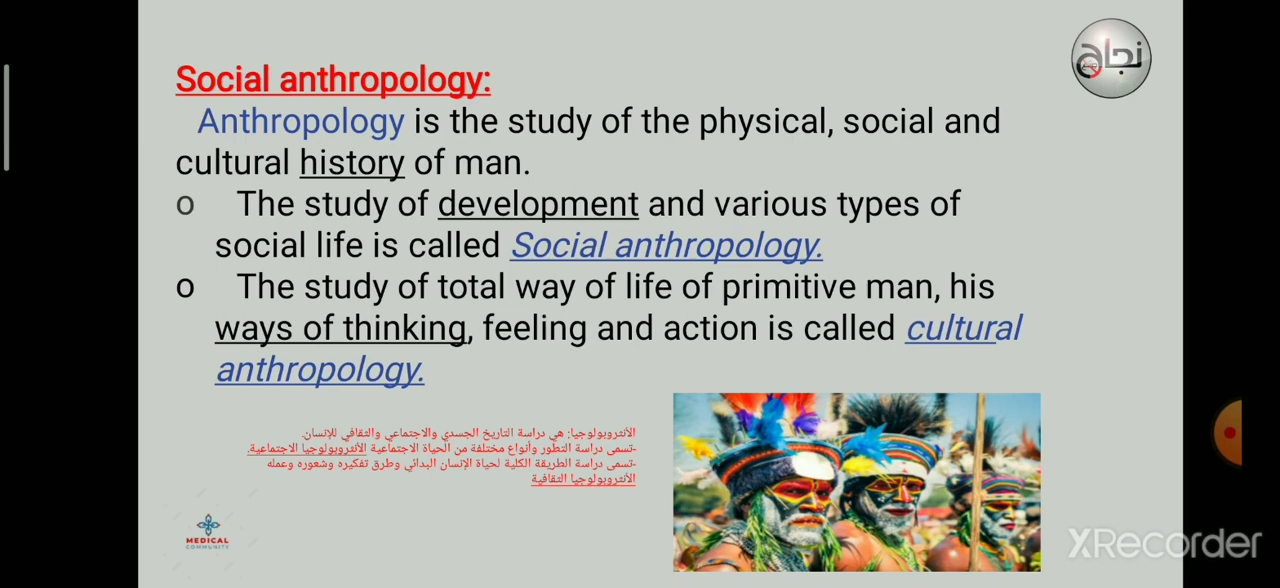 Social anthropology:
Anthropology is the study of the physical, social and
cultural history of man.
o The study of development and various types of
social life is called Social anthropology.
o The study of total way of life of primitive man, his
ways of thinking, feeling and action is called cultural
anthropology.
الأنثروبولوجيا: هي دراسة التاريخ الجسدي والاجتماعي والثقافي للإنسان.
-تسمى دراسة التطور وأنواع مختلفة من الحياة الاجتماعية الأنثروبولوجيا الاجتماعية.
-تسمى دراسة الطريقة الكلية لحياة الإنسان البدائي وطرق تفكيره وشعوره وعمله
الأنثروبولوجيا الثقافية
نجاح
MEDICAL
COMMUNITY
XRecorder